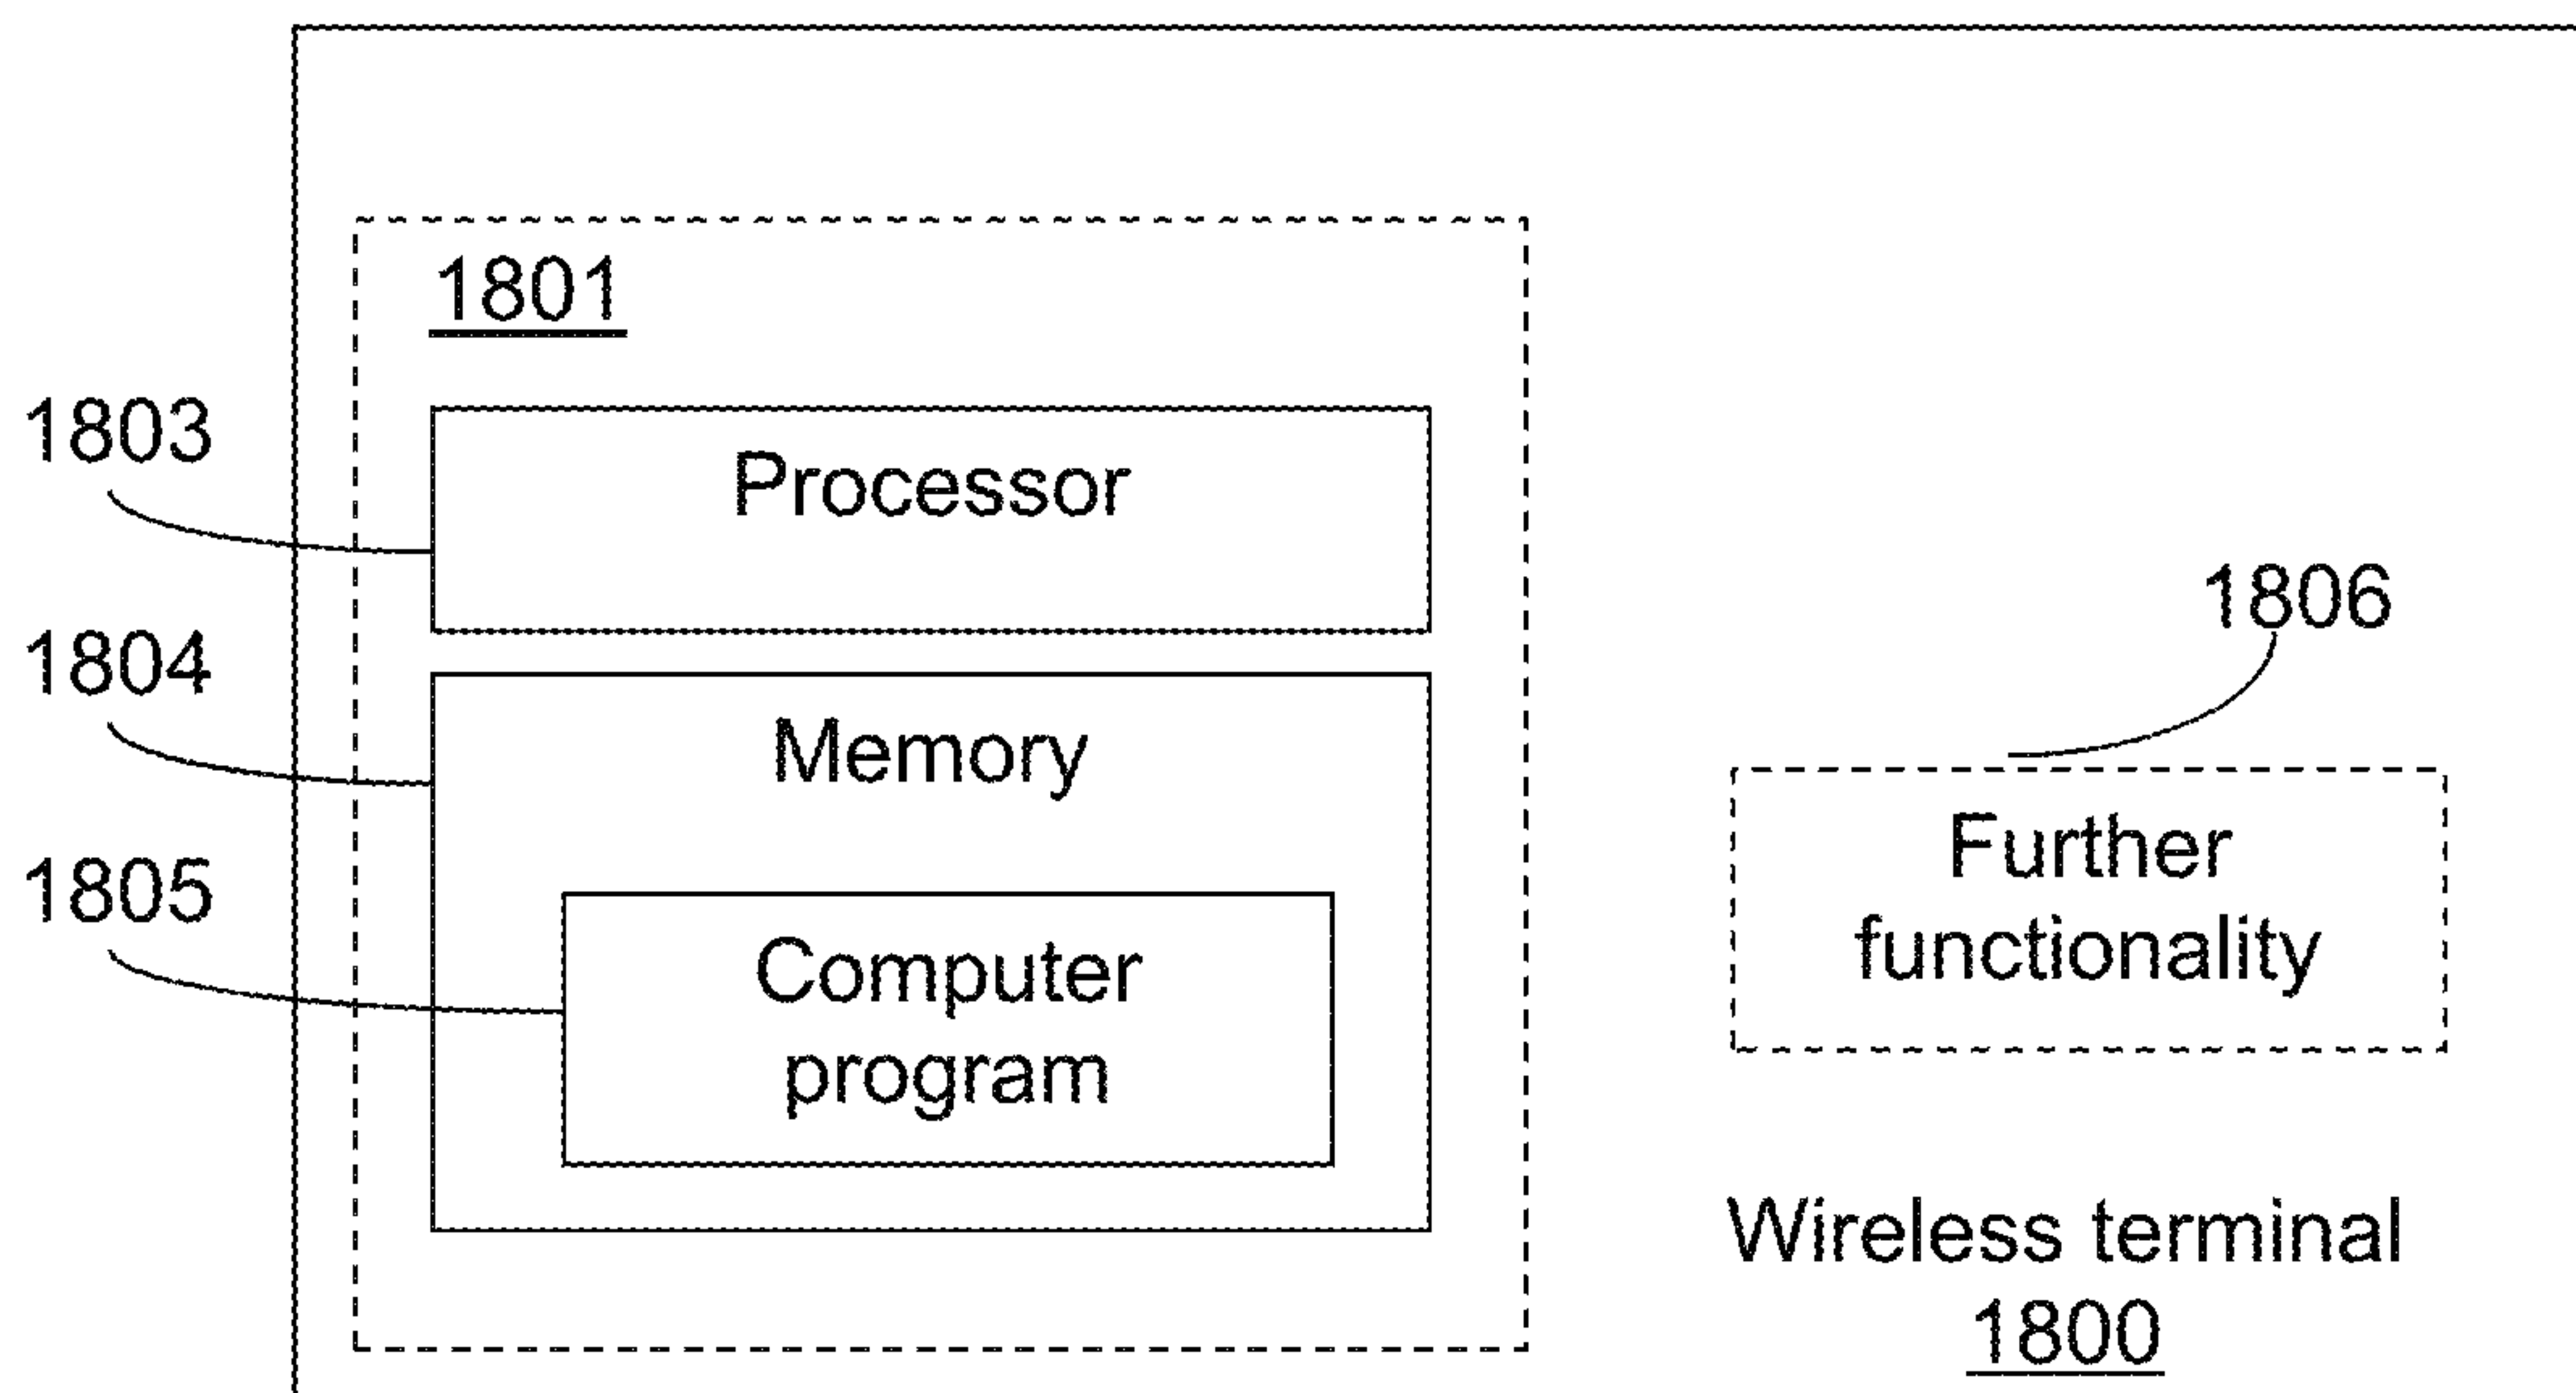 1801
1803
Processor
1804
Memory
1805
Computer
program
1806
Further
functionality
Wireless terminal
1800